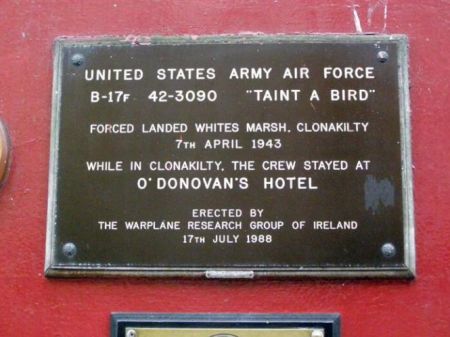 UNITED STATES ARMY AIR FORCE
B-17F 42-3090 "TAINT A BIRD"
FORCED LANDED WHITES MARSH, CLONAKILTY
7TH APRIL 1943
WHILE IN CLONAKILTY, THE CREW STAYED AT
O'DONOVAN'S HOTEL
ERECTED BY
THE WARPLANE RESEARCH GROUP OF IRELAND
17TH JULY 1988